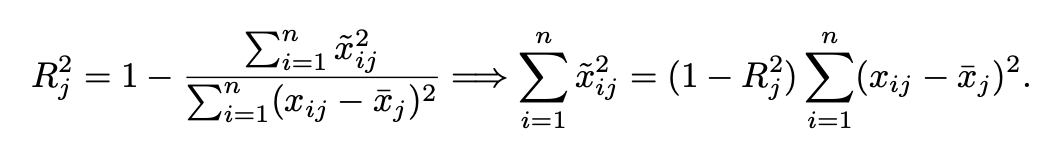 $R_j^2 = 1 - \frac{\sum_{i=1}^{n} \tilde{x}_{ij}^2}{\sum_{i=1}^{n} (x_{ij} - \bar{x}_j)^2} \Longrightarrow \sum_{i=1}^{n} \tilde{x}_{ij}^2 = (1 - R_j^2) \sum_{i=1}^{n} (x_{ij} - \bar{x}_j)^2.$